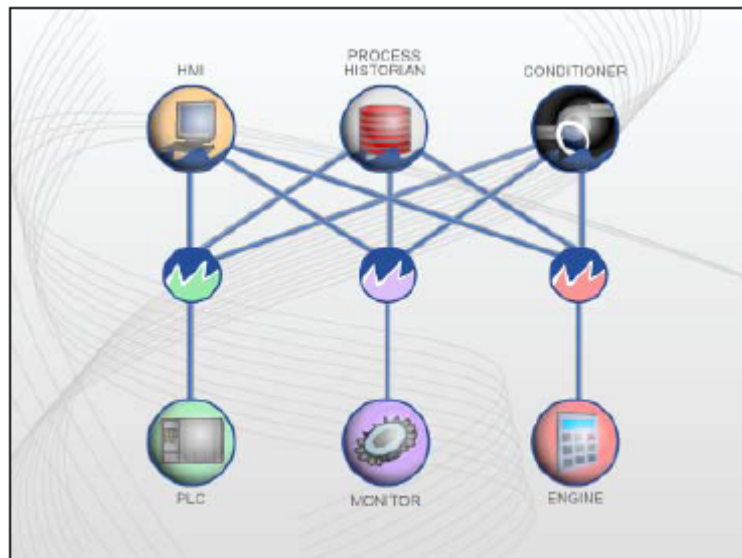 HMI
PROCESS
HISTORIAN
CONDITIONER
PLC
MONITOR
ENGINE